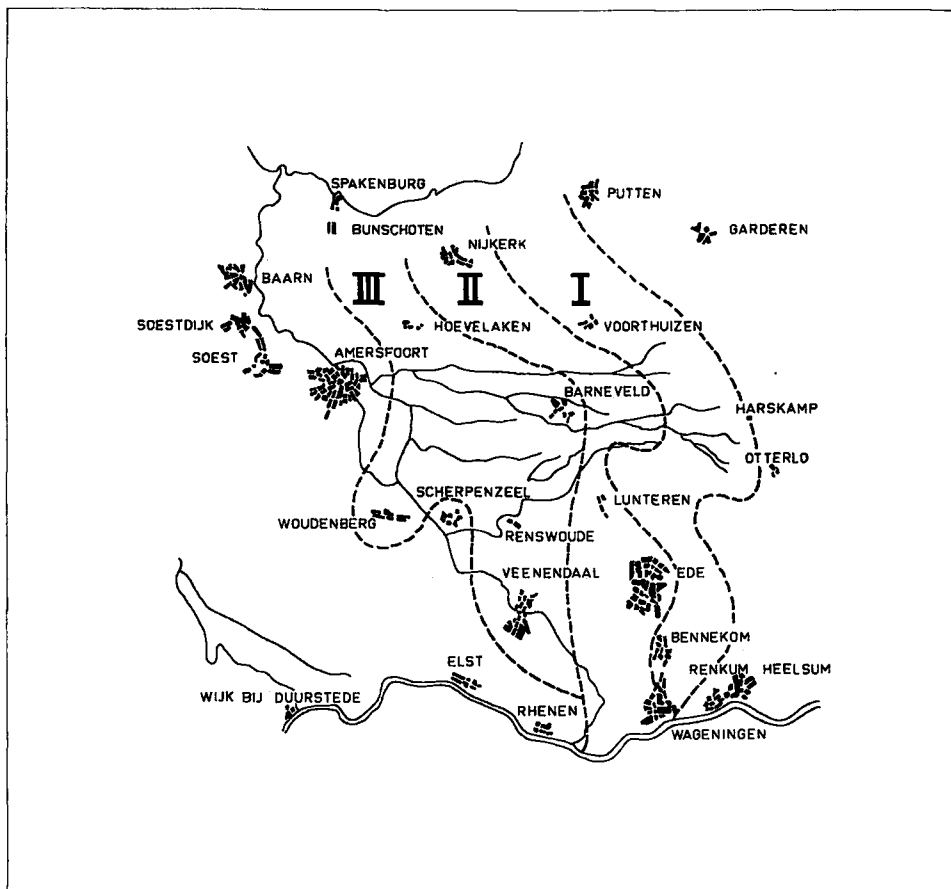 SPAKENBURG
PUTTEN
BUNSCHOTEN
GARDEREN
NIJKERK
BAARN
III
II
I
SOESTDIJK
HOEVELAKEN
VOORTHUIZEN
SOEST
AMERSFOORT
BARNEVELD
HARSKAMP
OTTERLO
SCHERPENZEEL
LUNTEREN
WOUDENBERG
RENSWOUDE
VEENENDAAL
EDE
BENNEKOM
ELST
RENKUM HEELSUM
WIJK BIJ DUURSTEDE
RHENEN
WAGENINGEN